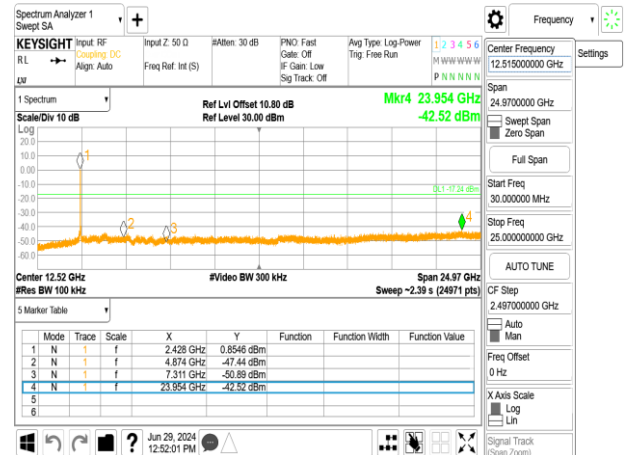 Spectrum Analyzer 1
Swept SA
Frequency
KEYSIGHT Input: RF
Coupling: DC
Align: Auto
Input Z: 50 Ω
Freq Ref: Int (S)
#Atten: 30 dB
PNO: Fast
Gate: Off
IF Gain: Low
Sig Track: Off
Avg Type: Log-Power
Trig: Free Run
1 2 3 4 5 6
M W W W W W
P N N N N N
RL
Settings
1 Spectrum
Scale/Div 10 dB
Ref Lvl Offset 10.80 dB
Ref Level 30.00 dBm
Mkr4 23.954 GHz
-42.52 dBm
Log
20.0
10.0
0.00
-10.0
-20.0
-30.0
-40.0
-50.0
-60.0
1
2
3
4
DL1 -17.24 dBm
Center 12.52 GHz
#Res BW 100 kHz
#Video BW 300 kHz
Span 24.97 GHz
Sweep ~2.39 s (24971 pts)
5 Marker Table
Mode Trace Scale X Y Function Function Width Function Value
1 N 1 f 2.428 GHz 0.8546 dBm
2 N 1 f 4.874 GHz -47.44 dBm
3 N 1 f 7.311 GHz -50.89 dBm
4 N 1 f 23.954 GHz -42.52 dBm
5
6
Center Frequency
12.515000000 GHz
Span
24.9700000 GHz
Swept Span
Zero Span
Full Span
Start Freq
30.000000 MHz
Stop Freq
25.000000000 GHz
AUTO TUNE
CF Step
2.497000000 GHz
Auto
Man
Freq Offset
0 Hz
X Axis Scale
Log
Lin
Signal Track
(Span Zoom)
?
Jun 29, 2024
12:52:01 PM